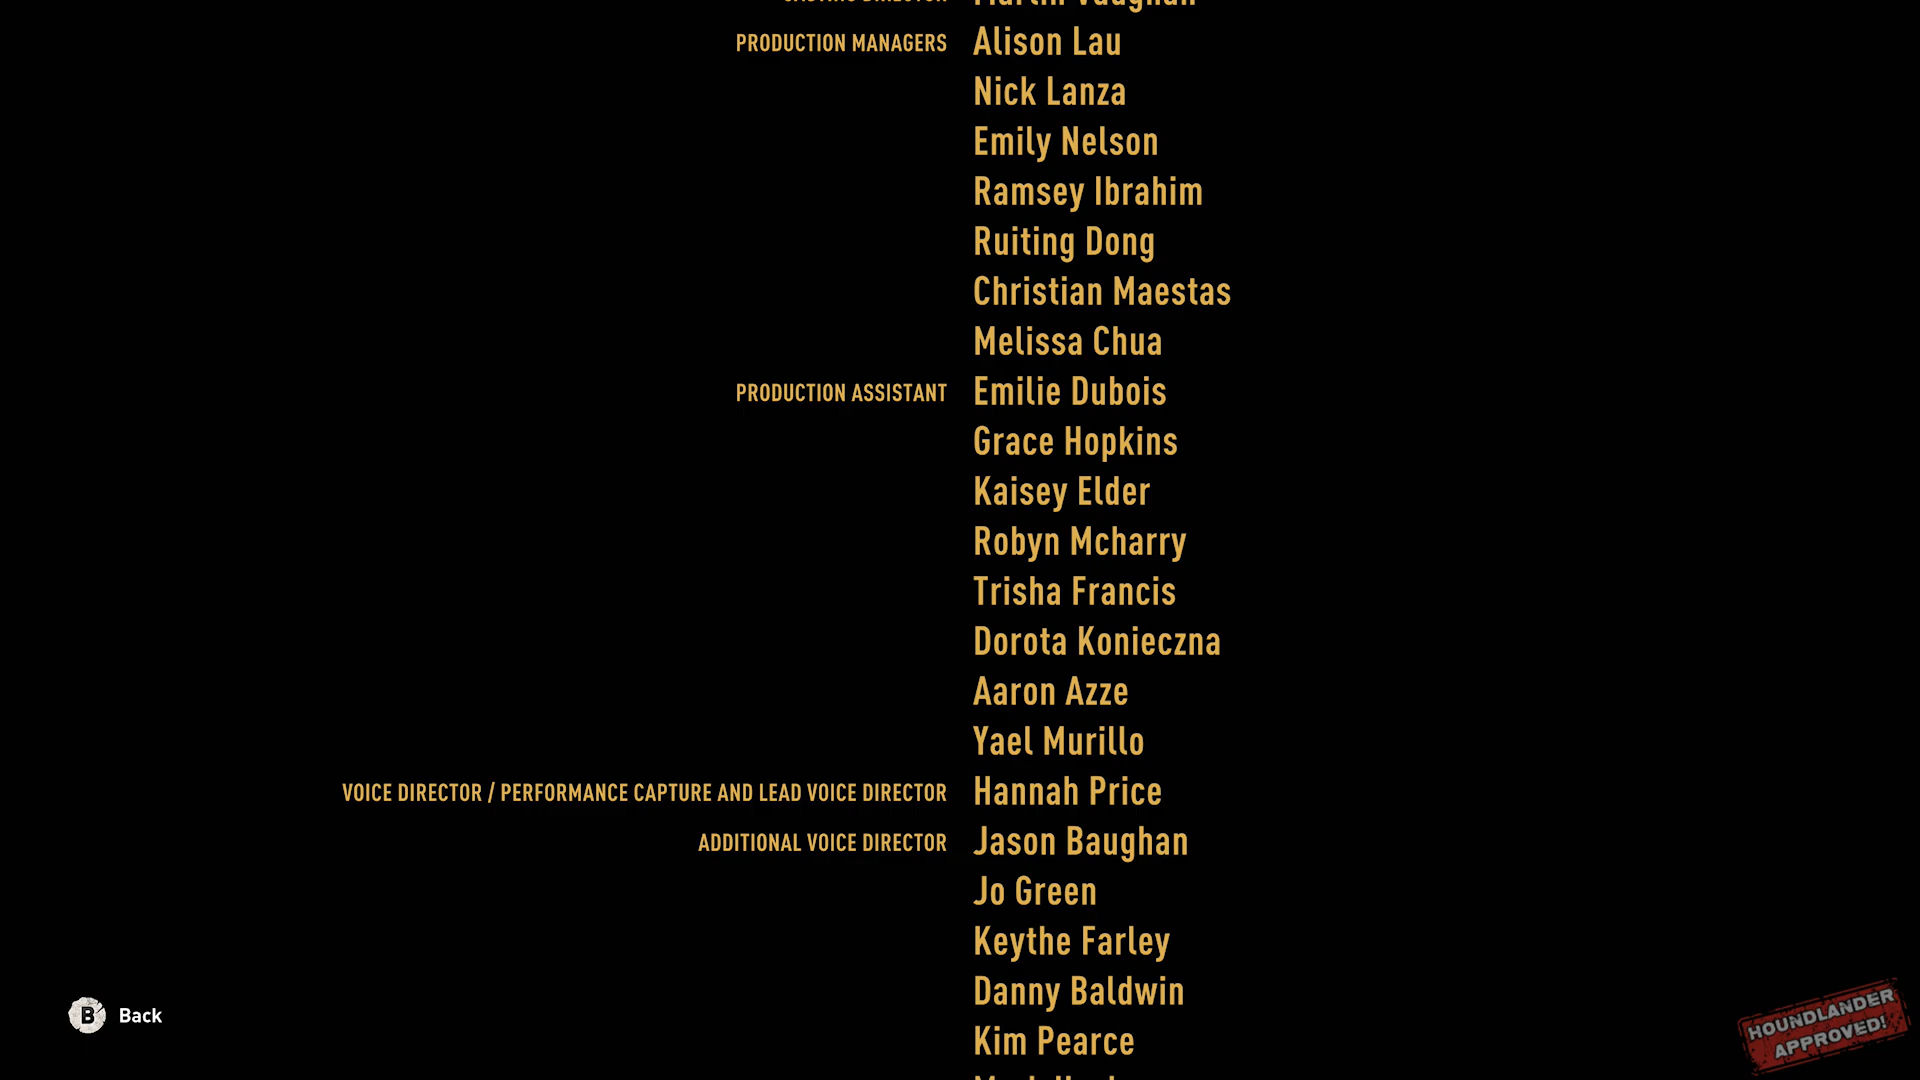 PRODUCTION MANAGERS Alison Lau
Nick Lanza
Emily Nelson
Ramsey Ibrahim
Ruiting Dong
Christian Maestas
Melissa Chua
PRODUCTION ASSISTANT Emilie Dubois
Grace Hopkins
Kaisey Elder
Robyn Mcharry
Trisha Francis
Dorota Konieczna
Aaron Azze
Yael Murillo
VOICE DIRECTOR / PERFORMANCE CAPTURE AND LEAD VOICE DIRECTOR Hannah Price
ADDITIONAL VOICE DIRECTOR Jason Baughan
Jo Green
Keythe Farley
Danny Baldwin
Kim Pearce
B Back
HOUNDLANDER
APPROVED!